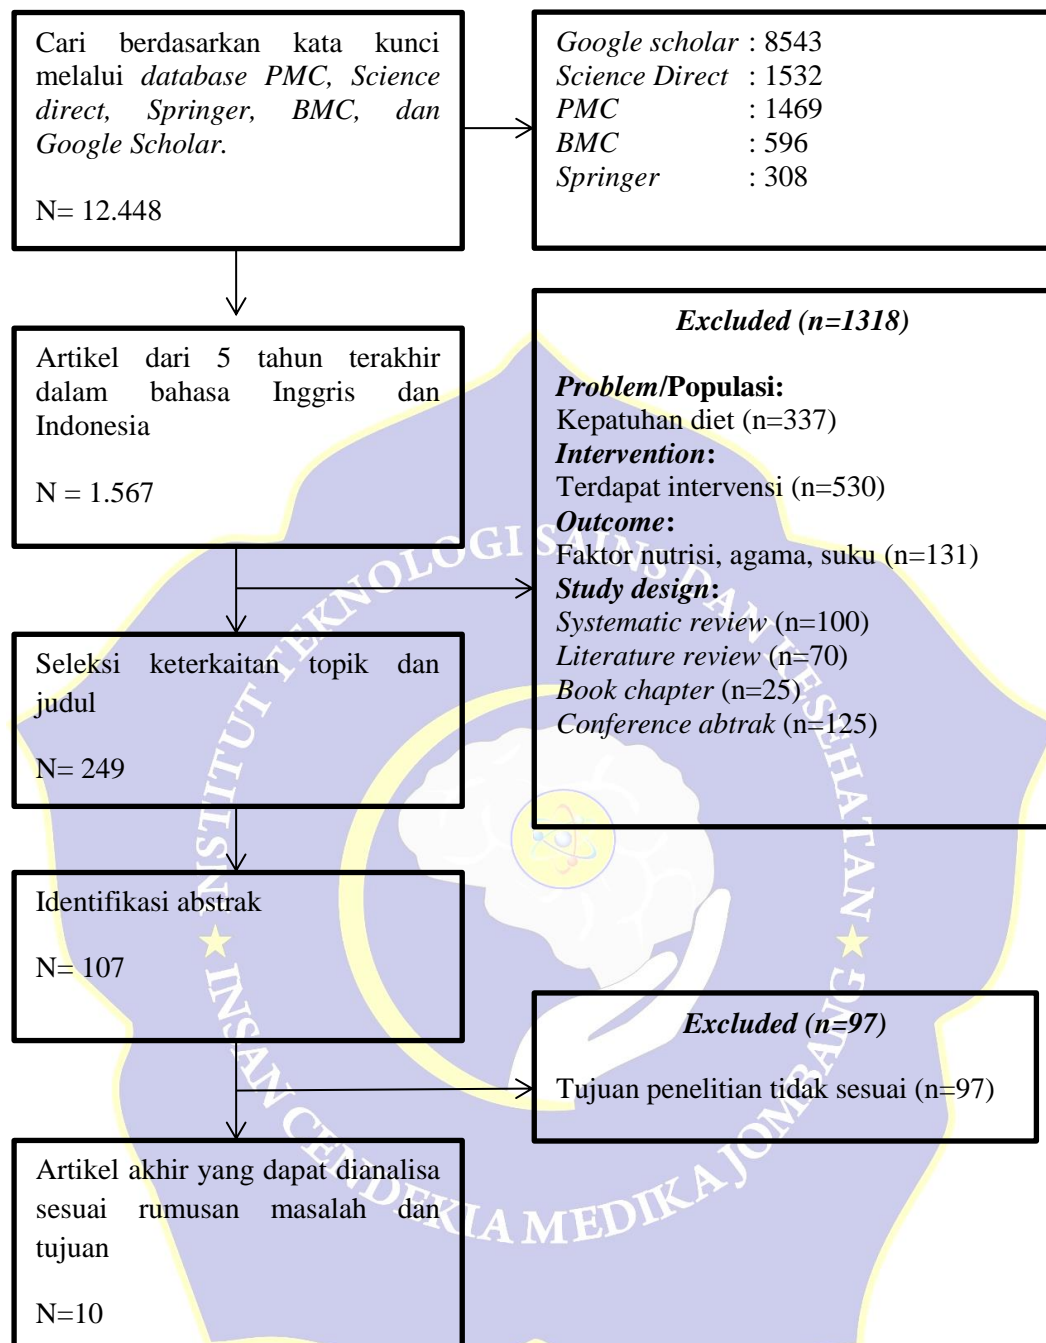 Cari berdasarkan kata kunci
melalui database PMC, Science
direct, Springer, BMC, dan
Google Scholar.
N= 12.448
Google scholar : 8543
Science Direct : 1532
PMC : 1469
BMC : 596
Springer : 308
Artikel dari 5 tahun terakhir
dalam bahasa Inggris dan
Indonesia
N = 1.567
Excluded (n=1318)
Problem/Populasi:
Kepatuhan diet (n=337)
Intervention:
Terdapat intervensi (n=530)
Outcome:
Faktor nutrisi, agama, suku (n=131)
Study design:
Systematic review (n=100)
Literature review (n=70)
Book chapter (n=25)
Conference abtrak (n=125)
Seleksi keterkaitan topik dan
judul
N= 249
Identifikasi abstrak
N= 107
Excluded (n=97)
Tujuan penelitian tidak sesuai (n=97)
Artikel akhir yang dapat dianalisa
sesuai rumusan masalah dan
tujuan
N=10
INSTITUT TEKNOLOGI SAINS DAN KESEHATAN
INSAN CENDEKIA MEDIKA JOMBANG